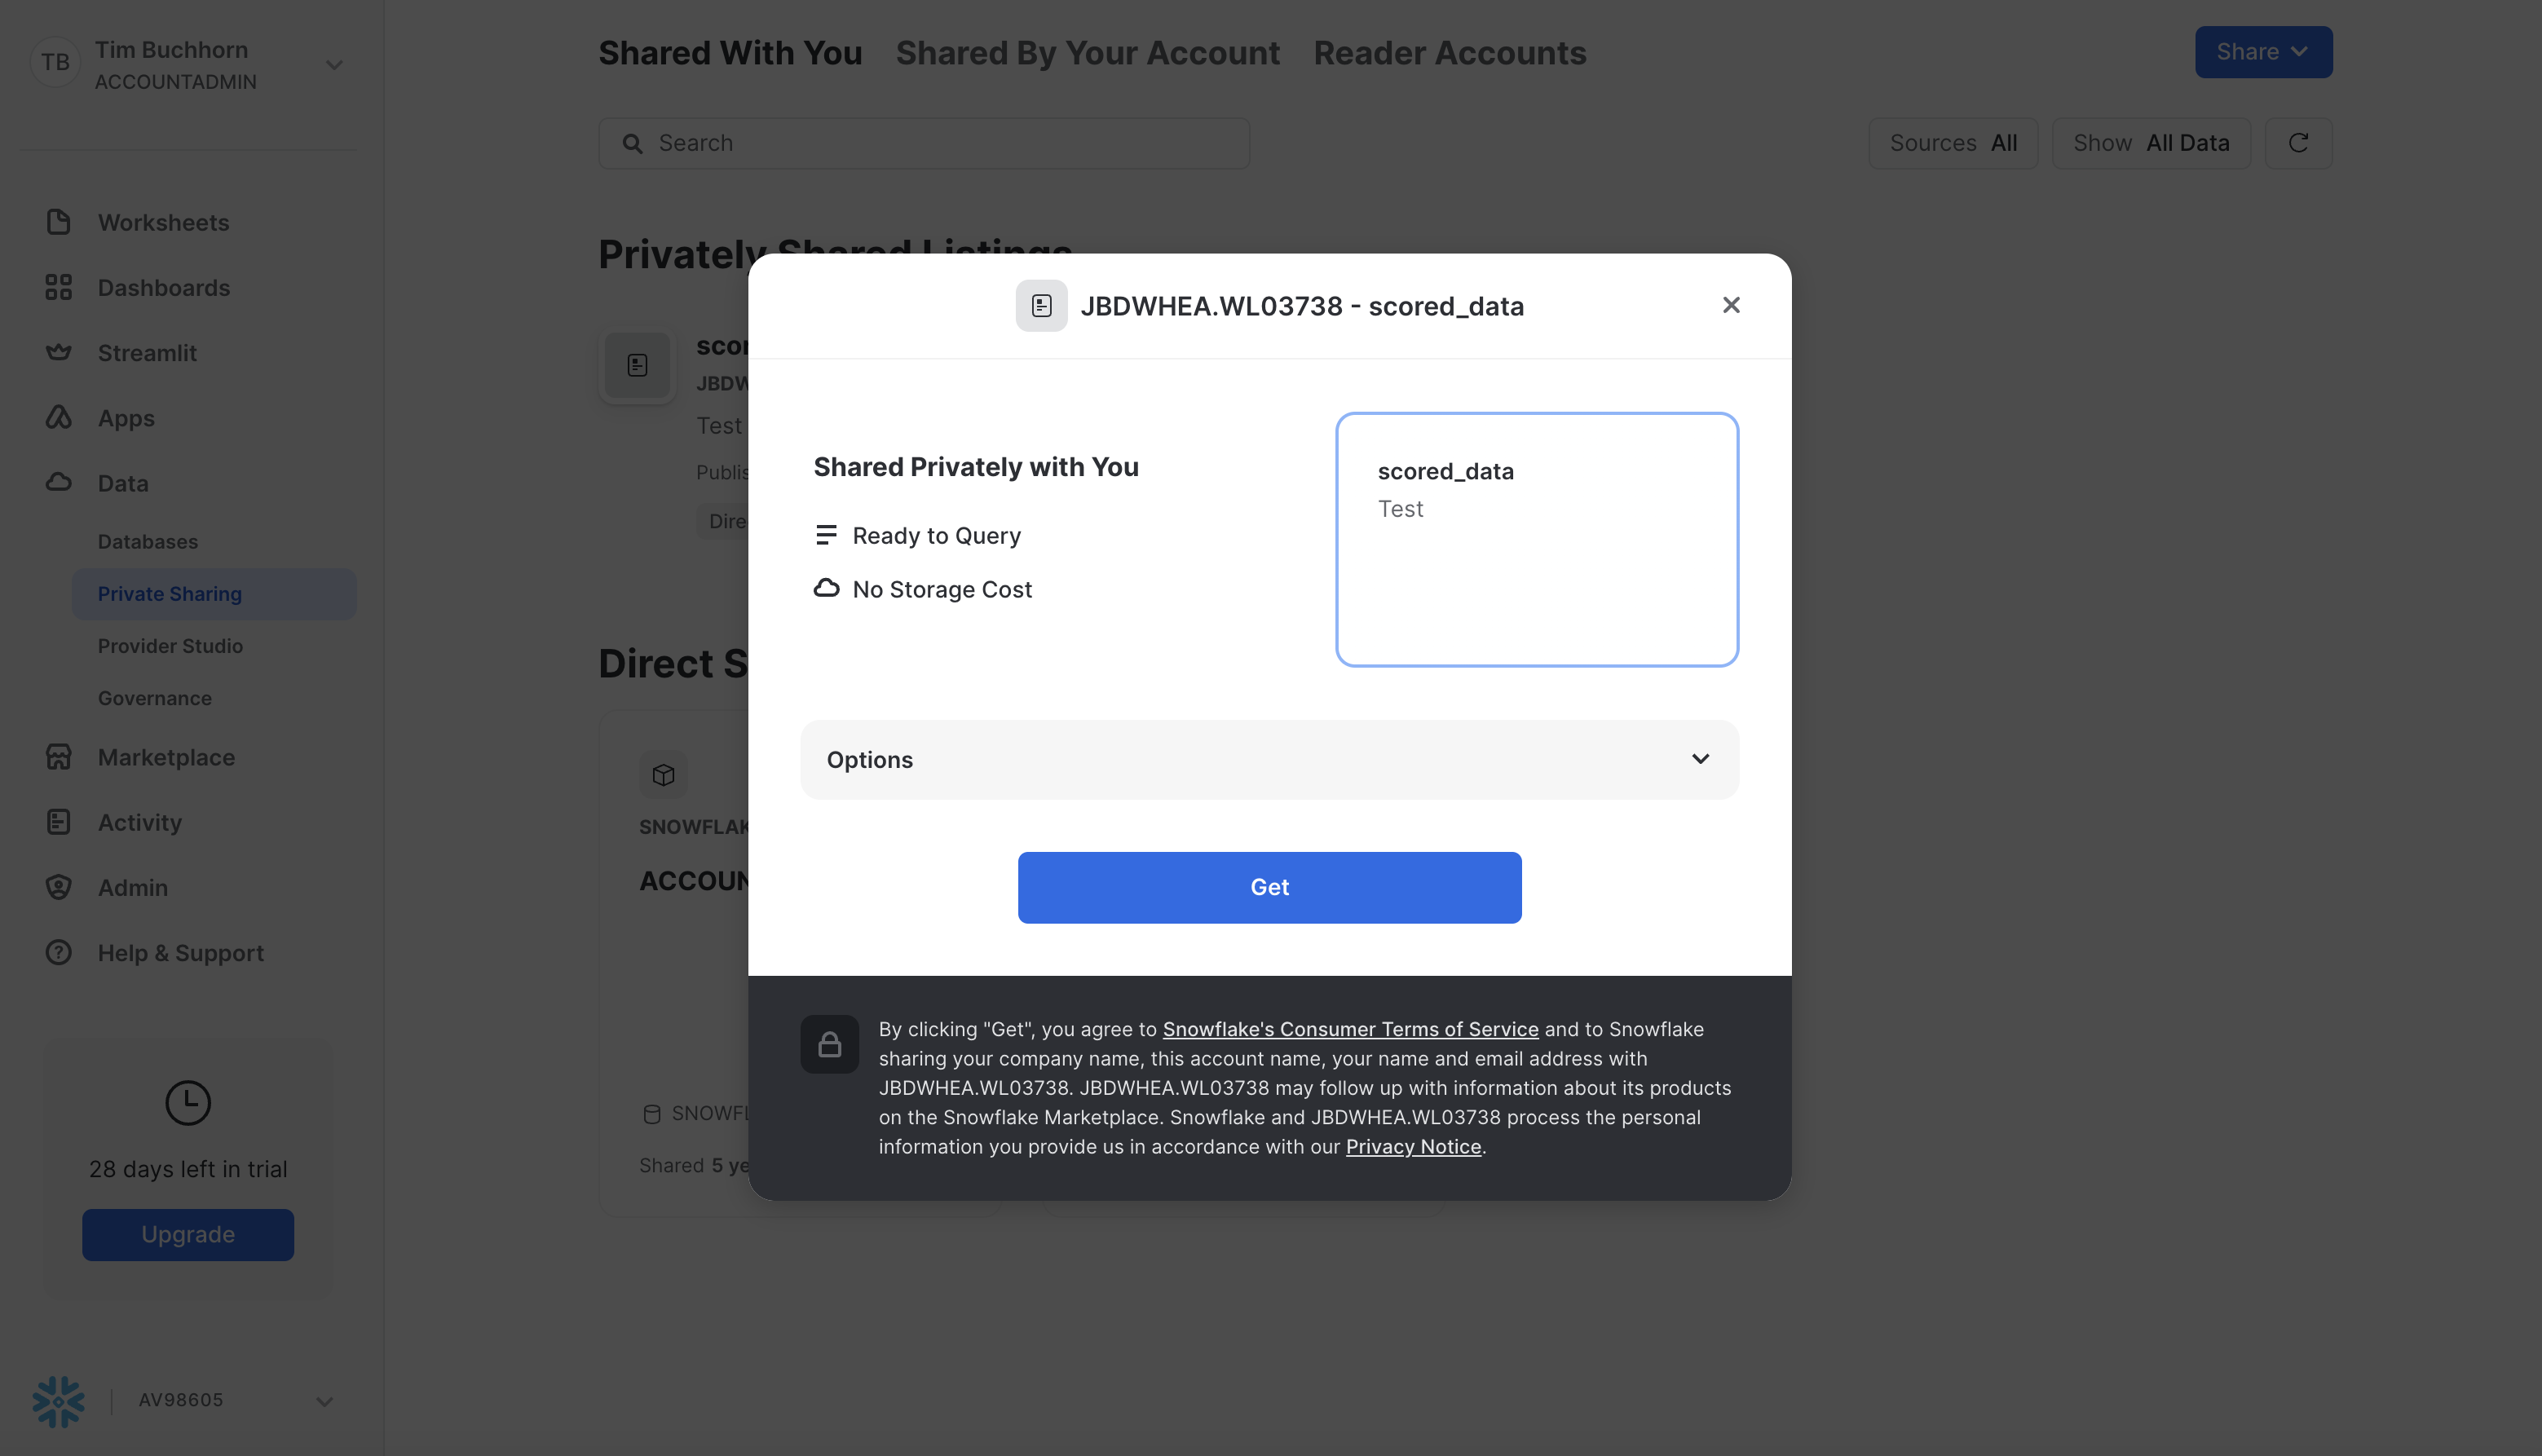 TB
Tim Buchhorn
ACCOUNTADMIN
Worksheets
Dashboards
Streamlit
Apps
Data
Databases
Private Sharing
Provider Studio
Governance
Marketplace
Activity
Admin
Help & Support
28 days left in trial
Upgrade
AV98605
Shared With You Shared By Your Account Reader Accounts
Share
Search
Sources All
Show All Data
Privately Shared Listings
scor
JBDW
Test
Publis
Dire
Direct S
SNOWFLAK
ACCOUN
SNOWFL
Shared 5 ye
JBDWHEA.WL03738 - scored_data
Shared Privately with You
Ready to Query
No Storage Cost
scored_data
Test
Options
Get
By clicking "Get", you agree to Snowflake's Consumer Terms of Service and to Snowflake
sharing your company name, this account name, your name and email address with
JBDWHEA.WL03738. JBDWHEA.WL03738 may follow up with information about its products
on the Snowflake Marketplace. Snowflake and JBDWHEA.WL03738 process the personal
information you provide us in accordance with our Privacy Notice.